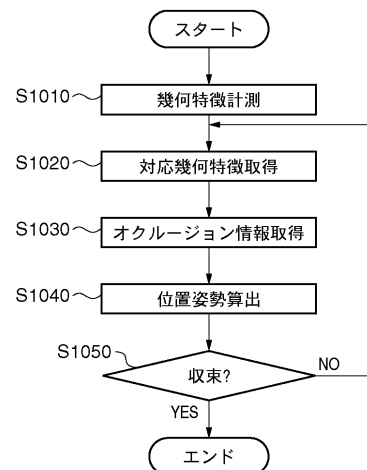 スタート
S1010
幾何特徴計測
S1020
対応幾何特徴取得
S1030
オクルージョン情報取得
S1040
位置姿勢算出
S1050
収束?
NO
YES
エンド